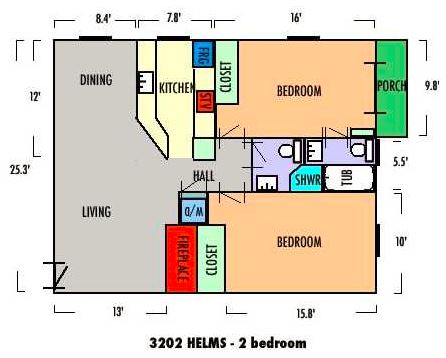 8.4' 7.8' 16'
FRG
DINING
KITCHEN
CLOSET
BEDROOM
PORCH
9.8'
12'
STV
25.3'
HALL
SHWR
TUB
5.5'
LIVING
W/D
FIREPLACE
CLOSET
BEDROOM
10'
13' 15.8'
3202 HELMS - 2 bedroom